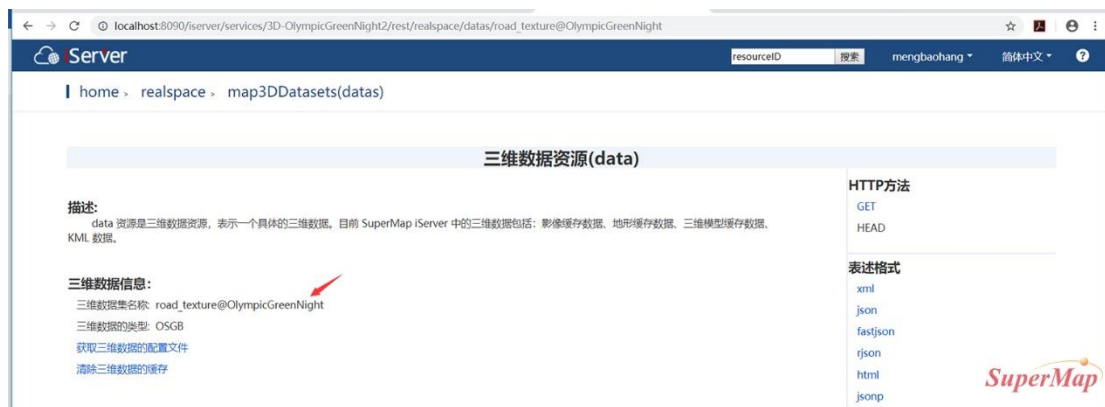 localhost:8090/iserver/services/3D-OlympicGreenNight2/rest/realspace/datas/road_texture@OlympicGreenNight
iServer
resourceID 搜索 mengbaohang 简体中文 ?
home realspace map3DDatasets(datas)
三维数据资源(data)
描述:
data 资源是三维数据资源，表示一个具体的三维数据。目前 SuperMap iServer 中的三维数据包括：影像缓存数据、地形缓存数据、三维模型缓存数据、
KML 数据。
三维数据信息：
三维数据集名称: road_texture@OlympicGreenNight
三维数据的类型: OSGB
获取三维数据的配置文件
清除三维数据的缓存
HTTP方法
GET
HEAD
表述格式
xml
json
fastjson
rjson
html
jsonp
SuperMap